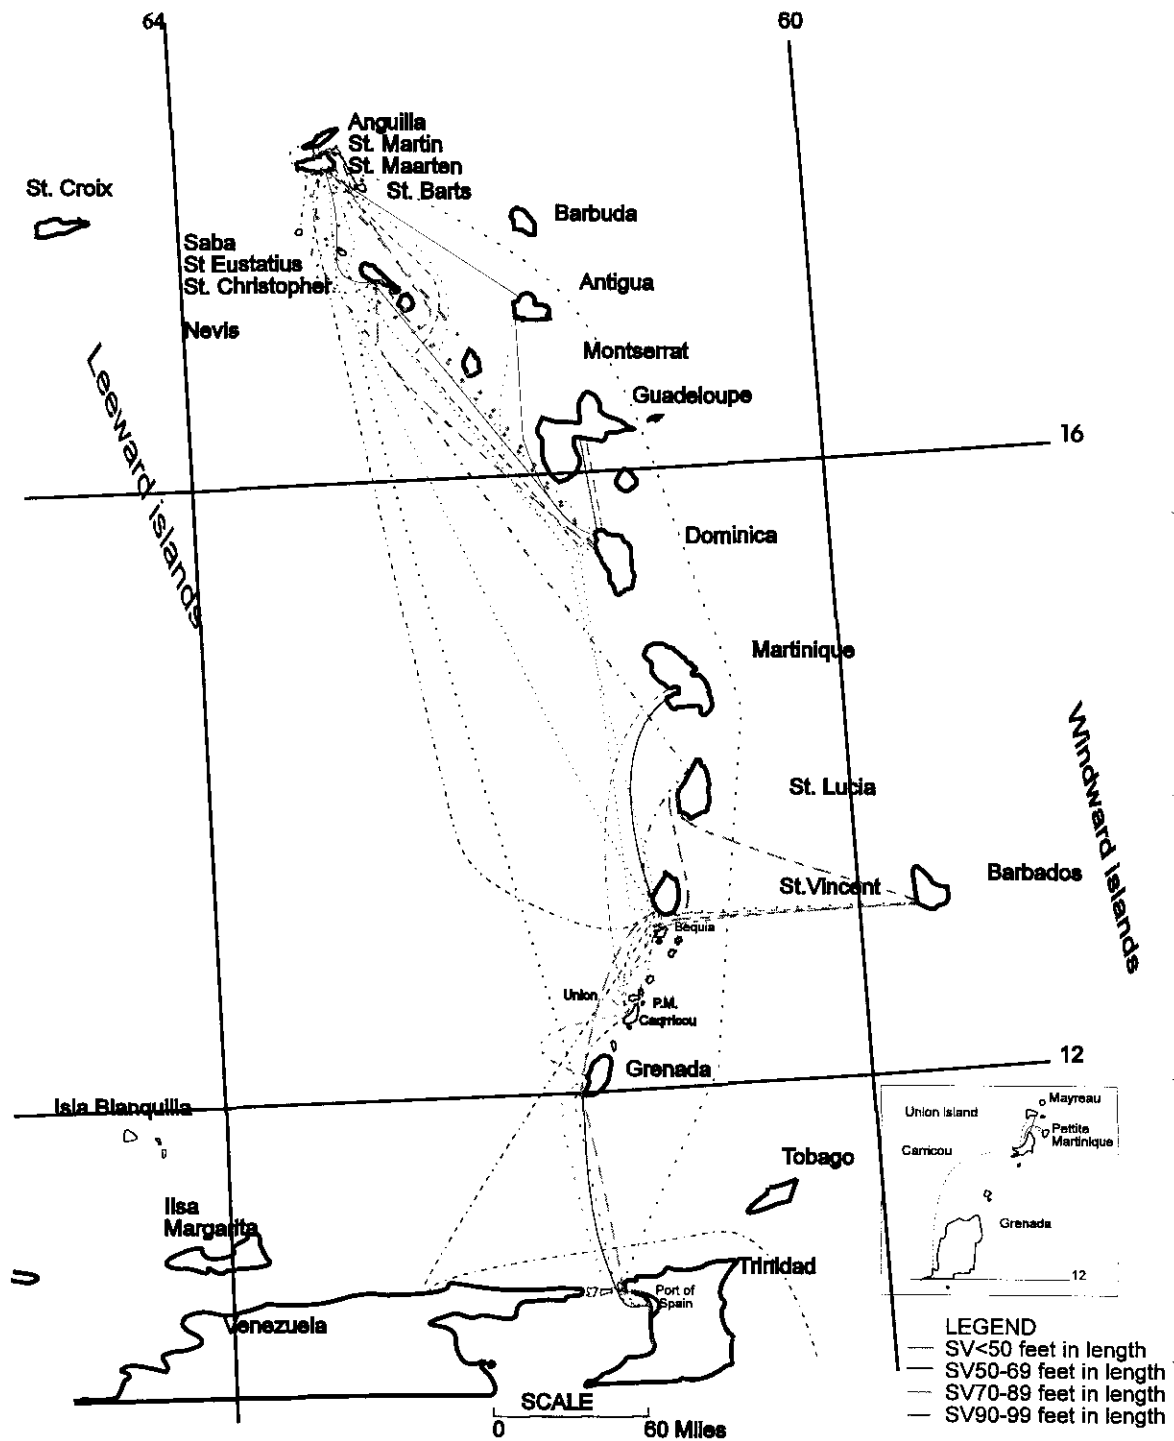 64
60
Anguilla
St. Martin
St. Maarten
St. Barts
St. Croix
Barbuda
Saba
St Eustatius
St. Christopher
Antigua
Nevis
Montserrat
Leeward islands
Guadeloupe
16
Dominica
Martinique
Windward islands
St. Lucia
St.Vincent
Barbados
Bequia
Union
P.M.
Caqrricou
Grenada
12
Isla Blanquilla
Mayreau
Union Island
Pettite
Martinique
Carricou
Grenada
12
Tobago
Ilsa
Margarita
Trinidad
Port of
Spain
Venezuela
LEGEND
SV<50 feet in length
SV50-69 feet in length
SV70-89 feet in length
SV90-99 feet in length
SCALE
0 60 Miles